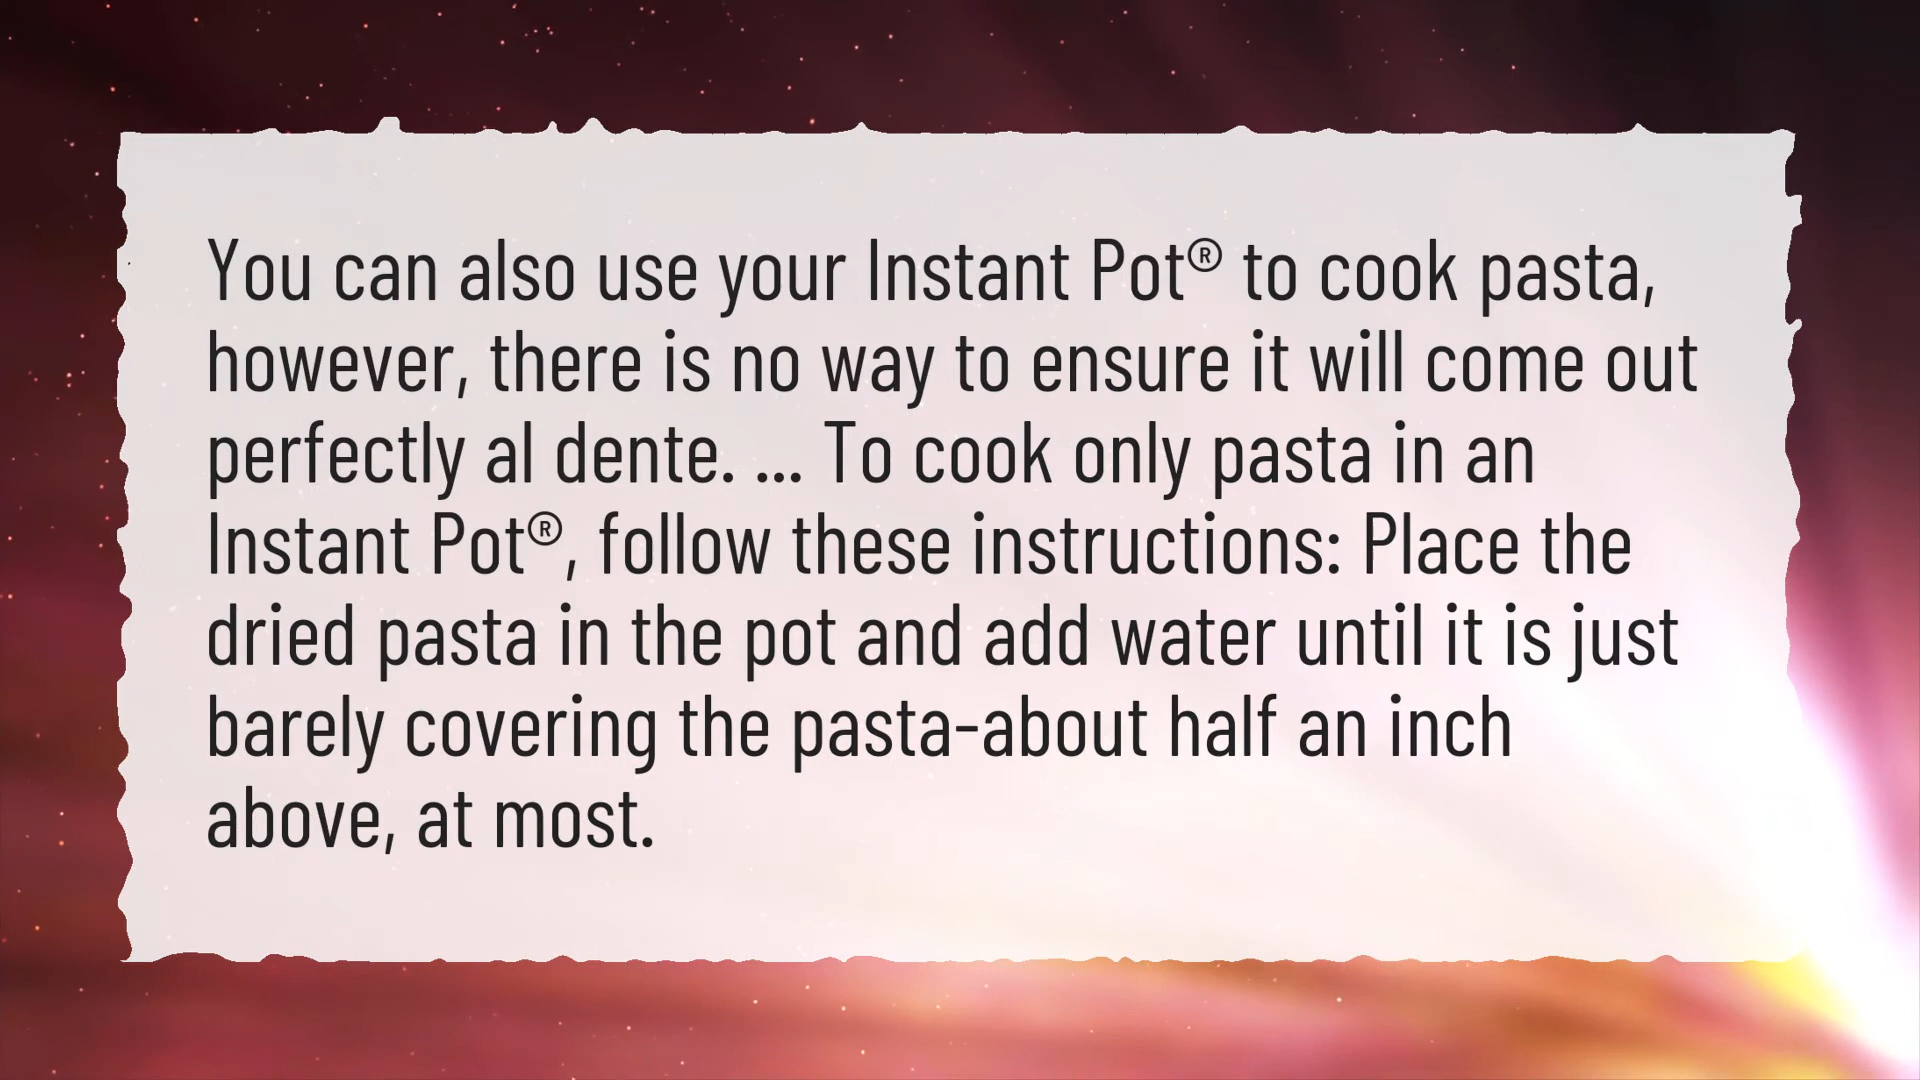 You can also use your Instant Pot® to cook pasta,
however, there is no way to ensure it will come out
perfectly al dente. ... To cook only pasta in an
Instant Pot®, follow these instructions: Place the
dried pasta in the pot and add water until it is just
barely covering the pasta-about half an inch
above, at most.